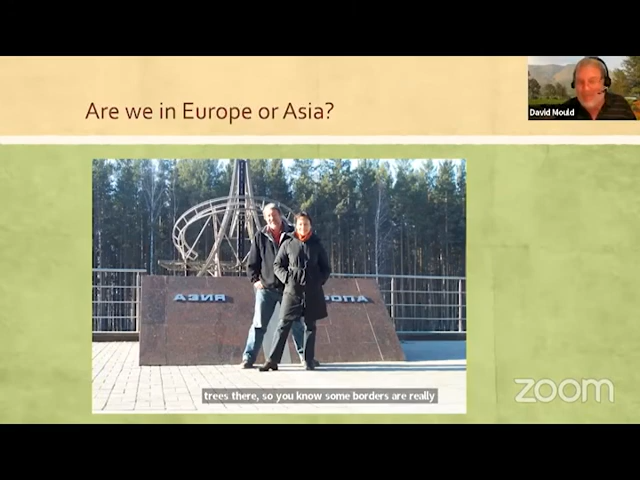 Are we in Europe or Asia?
David Mould
АЗИЯ РОПА
trees there, so you know some borders are really
zoom